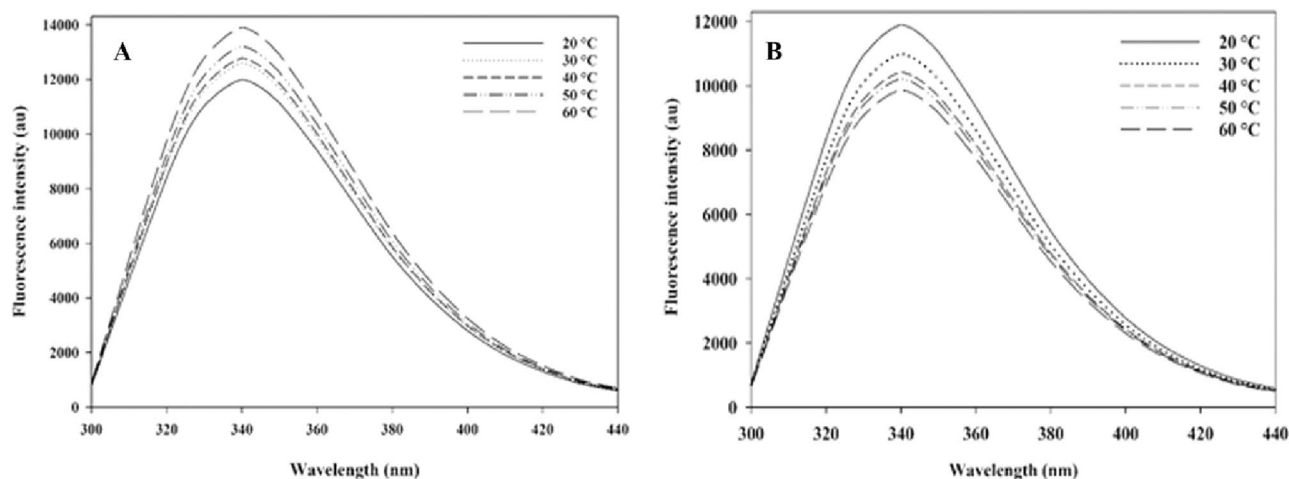 A
14000
12000
10000
8000
6000
4000
2000
0
Fluorescence intensity (au)
20 °C
30 °C
40 °C
50 °C
60 °C
300 320 340 360 380 400 420 440
Wavelength (nm)
B
12000
10000
8000
6000
4000
2000
0
Fluorescence intensity (au)
20 °C
30 °C
40 °C
50 °C
60 °C
300 320 340 360 380 400 420 440
Wavelength (nm)